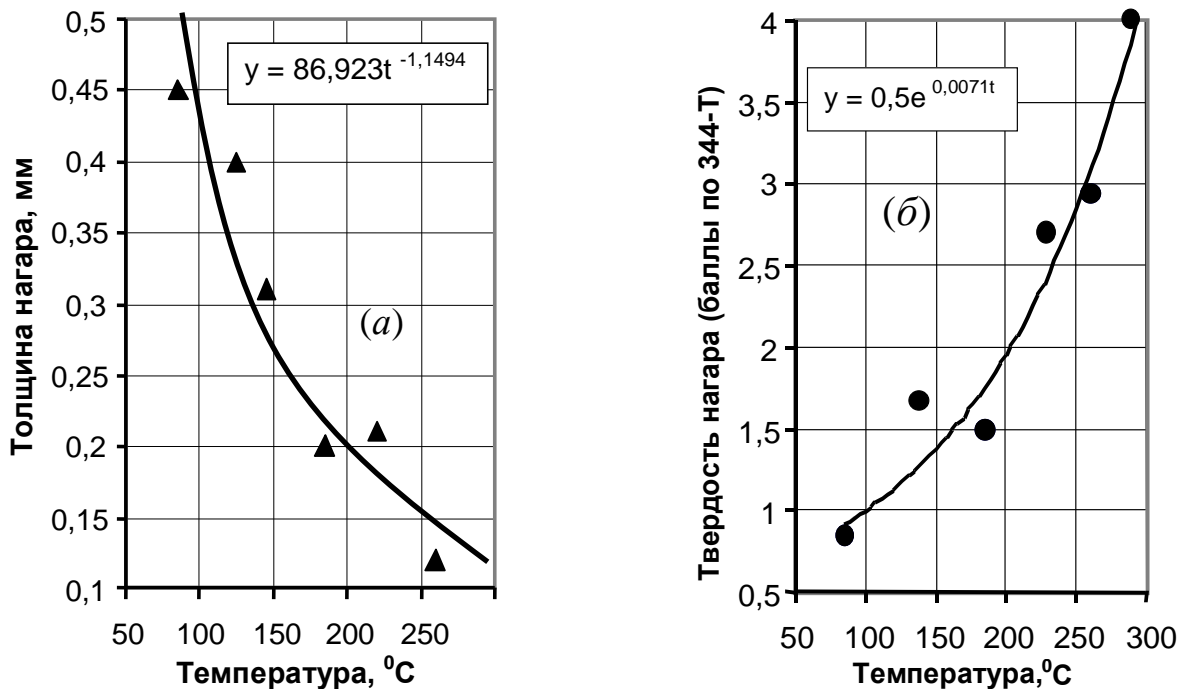 Толщина нагара, мм
0,5
0,45
0,4
0,35
0,3
0,25
0,2
0,15
0,1
y = 86,923t -1,1494
(а)
50 100 150 200 250
Температура, ⁰С
Твердость нагара (баллы по 344-Т)
4
3,5
3
2,5
2
1,5
1
0,5
y = 0,5e 0,0071t
(б)
50 100 150 200 250 300
Температура,⁰С